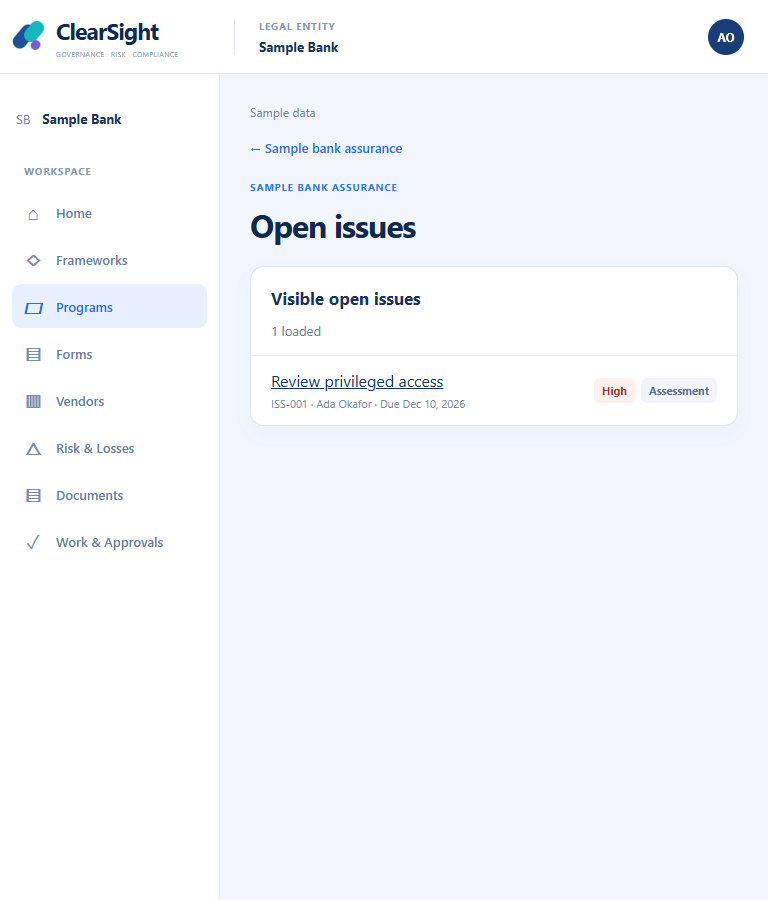 ClearSight
GOVERNANCE · RISK · COMPLIANCE
LEGAL ENTITY
Sample Bank
AO
SB Sample Bank
WORKSPACE
Home
Frameworks
Programs
Forms
Vendors
Risk & Losses
Documents
Work & Approvals
Sample data
← Sample bank assurance
SAMPLE BANK ASSURANCE
Open issues
Visible open issues
1 loaded
Review privileged access
ISS-001 · Ada Okafor · Due Dec 10, 2026
High
Assessment